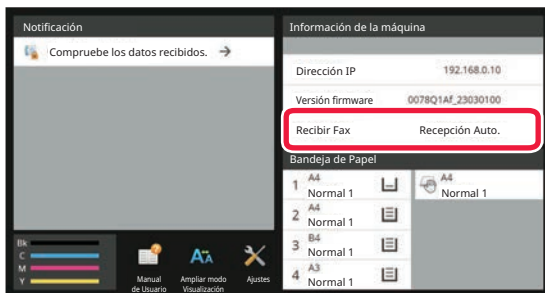 Notificación
Compruebe los datos recibidos. →
Información de la máquina
Dirección IP 192.168.0.10
Versión firmware 0078Q1Af_23030100
Recibir Fax Recepción Auto.
Bandeja de Papel
1 A4
Normal 1
A4
Normal 1
2 A4
Normal 1
3 B4
Normal 1
4 A3
Normal 1
Bk
C
M
Y
Manual
de Usuario
Ampliar modo
Visualización
Ajustes